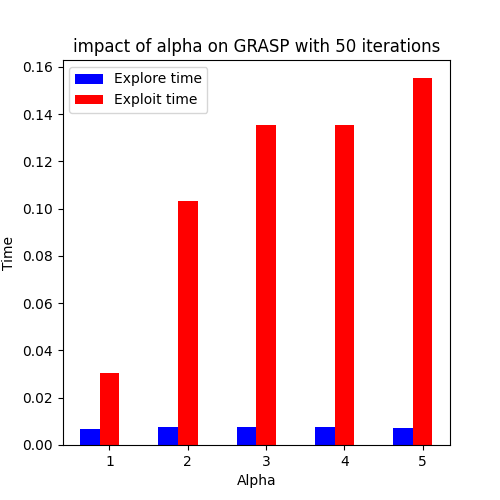 impact of alpha on GRASP with 50 iterations
Explore time
Exploit time
0.16
0.14
0.12
0.10
0.08
0.06
0.04
0.02
0.00
Time
1 2 3 4 5
Alpha